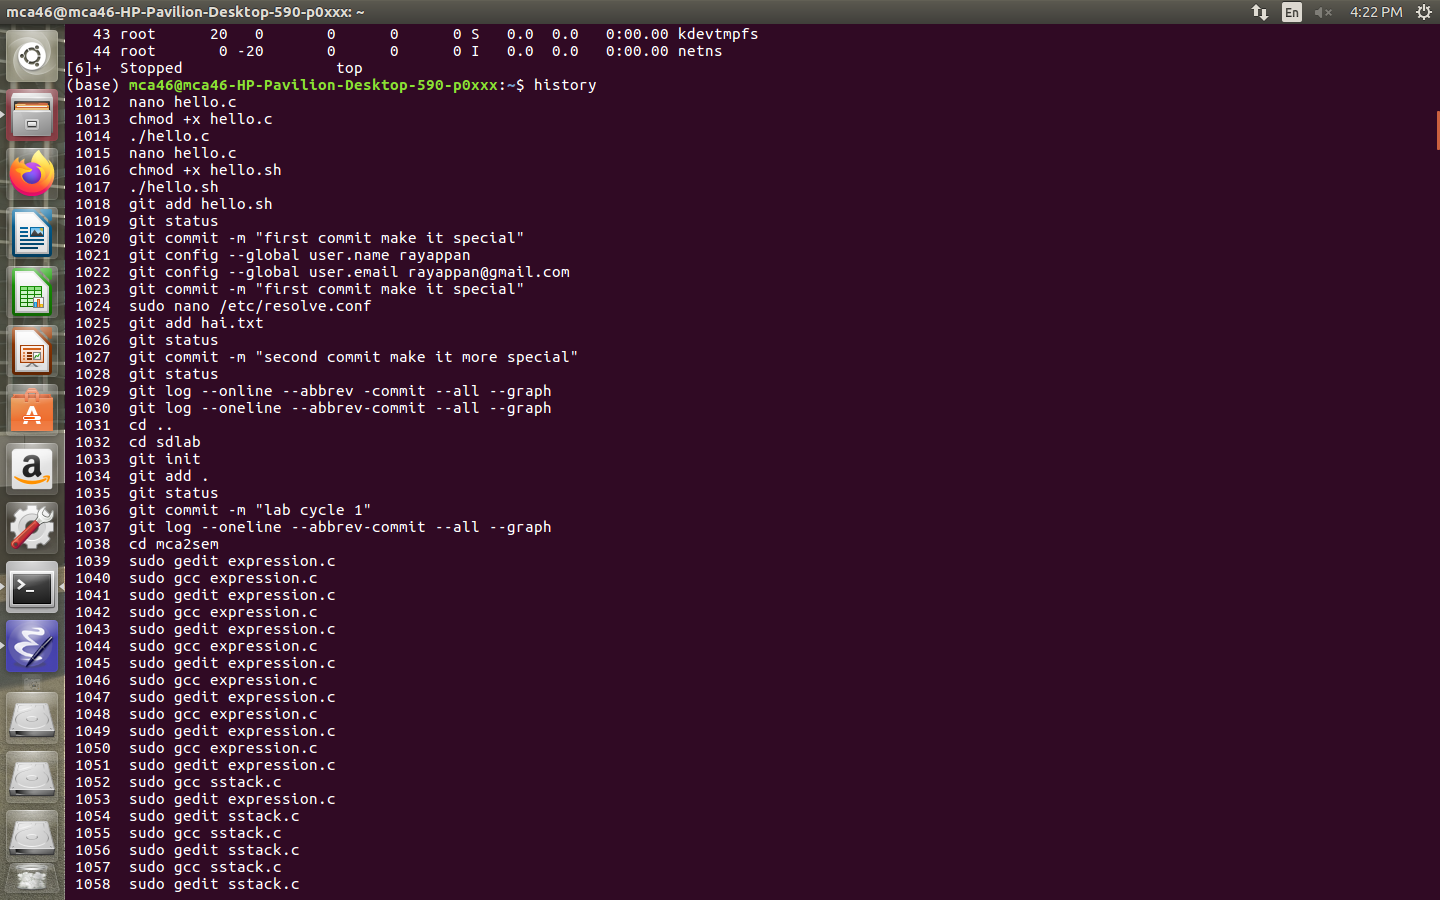 mca46@mca46-HP-Pavilion-Desktop-590-p0xxx: ~ En 4:22 PM
43 root 20 0 0 0 0 S 0.0 0.0 0:00.00 kdevtmpfs
44 root 0 -20 0 0 0 I 0.0 0.0 0:00.00 netns
[6]+ Stopped top
(base) mca46@mca46-HP-Pavilion-Desktop-590-p0xxx:~$ history
1012 nano hello.c
1013 chmod +x hello.c
1014 ./hello.c
1015 nano hello.c
1016 chmod +x hello.sh
1017 ./hello.sh
1018 git add hello.sh
1019 git status
1020 git commit -m "first commit make it special"
1021 git config --global user.name rayappan
1022 git config --global user.email rayappan@gmail.com
1023 git commit -m "first commit make it special"
1024 sudo nano /etc/resolve.conf
1025 git add hai.txt
1026 git status
1027 git commit -m "second commit make it more special"
1028 git status
1029 git log --online --abbrev -commit --all --graph
1030 git log --oneline --abbrev-commit --all --graph
1031 cd ..
1032 cd sdlab
1033 git init
1034 git add .
1035 git status
1036 git commit -m "lab cycle 1"
1037 git log --oneline --abbrev-commit --all --graph
1038 cd mca2sem
1039 sudo gedit expression.c
1040 sudo gcc expression.c
1041 sudo gedit expression.c
1042 sudo gcc expression.c
1043 sudo gedit expression.c
1044 sudo gcc expression.c
1045 sudo gedit expression.c
1046 sudo gcc expression.c
1047 sudo gedit expression.c
1048 sudo gcc expression.c
1049 sudo gedit expression.c
1050 sudo gcc expression.c
1051 sudo gedit expression.c
1052 sudo gcc sstack.c
1053 sudo gedit expression.c
1054 sudo gedit sstack.c
1055 sudo gcc sstack.c
1056 sudo gedit sstack.c
1057 sudo gcc sstack.c
1058 sudo gedit sstack.c